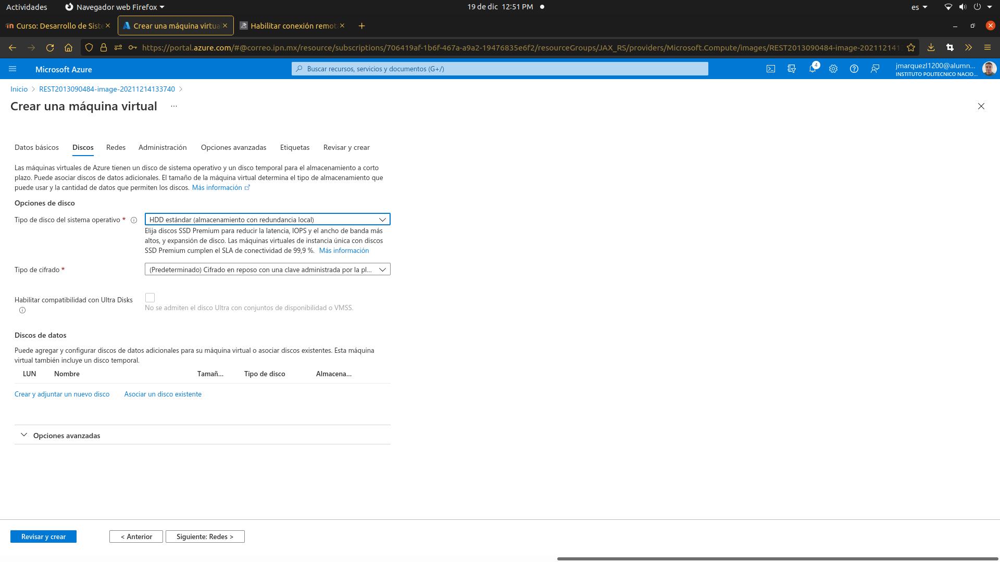 Actividades
Navegador web Firefox
19 de dic 12:51 PM
es
Curso: Desarrollo de Siste
Crear una máquina virtua
Habilitar conexión remot
https://portal.azure.com/#@correo.ipn.mx/resource/subscriptions/706419af-1b6f-467a-a9a2-19476835e6f2/resourceGroups/JAX_RS/providers/Microsoft.Compute/images/REST2013090484-image-2021121413
Microsoft Azure
Buscar recursos, servicios y documentos (G+/)
4
jmarquezl1200@alumn...
INSTITUTO POLITECNICO NACIO...
Inicio > REST2013090484-image-20211214133740 >
Crear una máquina virtual ...
Datos básicos Discos Redes Administración Opciones avanzadas Etiquetas Revisar y crear
Las máquinas virtuales de Azure tienen un disco de sistema operativo y un disco temporal para el almacenamiento a corto
plazo. Puede asociar discos de datos adicionales. El tamaño de la máquina virtual determina el tipo de almacenamiento que
puede usar y la cantidad de datos que permiten los discos. Más información
Opciones de disco
Tipo de disco del sistema operativo *
HDD estándar (almacenamiento con redundancia local)
Elija discos SSD Premium para reducir la latencia, IOPS y el ancho de banda más
altos, y expansión de disco. Las máquinas virtuales de instancia única con discos
SSD Premium cumplen el SLA de conectividad de 99,9 %. Más información
Tipo de cifrado *
(Predeterminado) Cifrado en reposo con una clave administrada por la pl...
Habilitar compatibilidad con Ultra Disks
No se admiten el disco Ultra con conjuntos de disponibilidad o VMSS.
Discos de datos
Puede agregar y configurar discos de datos adicionales para su máquina virtual o asociar discos existentes. Esta máquina
virtual también incluye un disco temporal.
LUN Nombre Tamañ... Tipo de disco Almacena...
Crear y adjuntar un nuevo disco Asociar un disco existente
Opciones avanzadas
Revisar y crear
< Anterior
Siguiente: Redes >